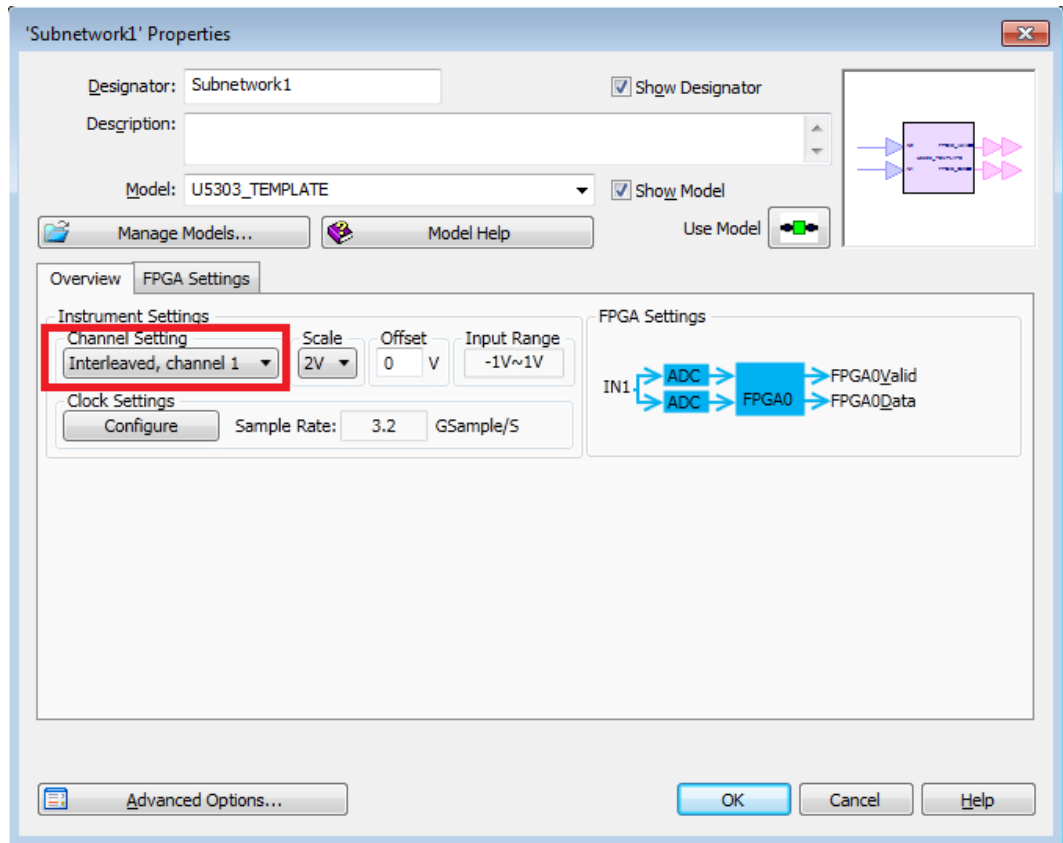 'Subnetwork1' Properties
Designator: Subnetwork1 Show Designator
Description:
Model: U5303_TEMPLATE Show Model
Manage Models... Model Help Use Model
Overview FPGA Settings
Instrument Settings
Channel Setting Scale Offset Input Range
Interleaved, channel 1 2V 0 V -1V~1V
Clock Settings
Configure Sample Rate: 3.2 GSample/S
FPGA Settings
IN1 ADC ADC FPGA0 FPGA0Valid
FPGA0Data
Advanced Options... OK Cancel Help